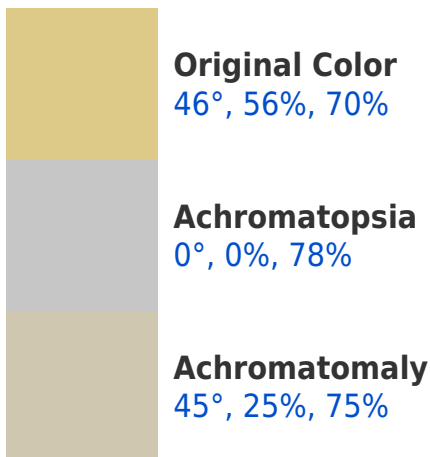 Original Color
46°, 56%, 70%
Achromatopsia
0°, 0%, 78%
Achromatomaly
45°, 25%, 75%